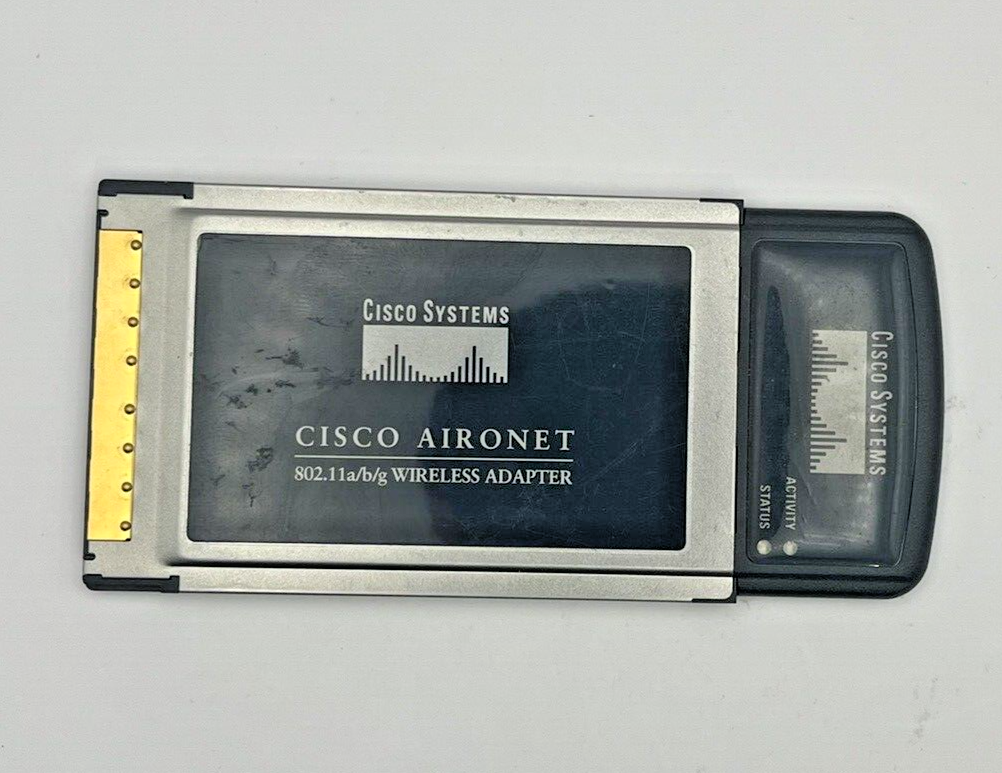 CISCO SYSTEMS
CISCO AIRONET
802.11a/b/g WIRELESS ADAPTER
CISCO SYSTEMS
ACTIVITY
STATUS